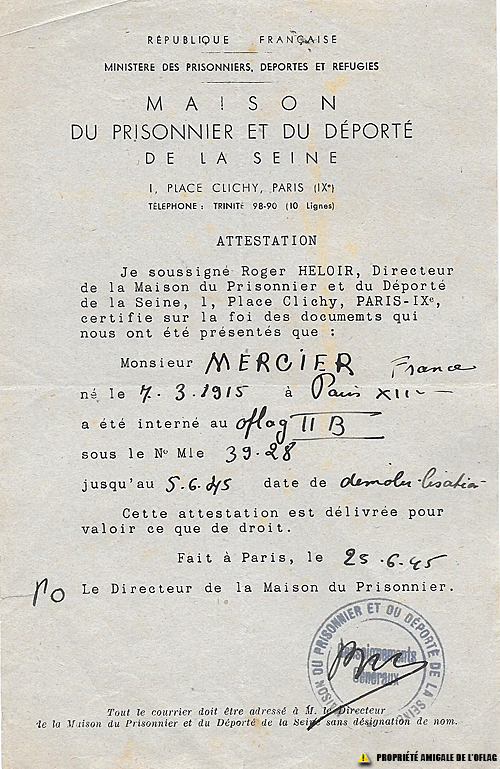 RÉPUBLIQUE FRANÇAISE
MINISTERE DES PRISONNIERS, DEPORTES ET REFUGIES
MAISON
DU PRISONNIER ET DU DÉPORTÉ
DE LA SEINE
1, PLACE CLICHY, PARIS (IXe)
TÉLEPHONE : TRINITÉ 98-90 (10 Lignes)
ATTESTATION
Je soussigné Roger HELOIR, Directeur
de la Maison du Prisonnier et du Déporté
de la Seine, 1, Place Clichy, PARIS-IXe,
certifie sur la foi des documemts qui
nous ont été présentés que :
Monsieur MERCIER France
né le 7.3.1915 à Paris XII
a été interné au oflag II B
sous le No Mle 39.28
jusqu'au 5.6.45 date de demobilisation
Cette attestation est délivrée pour
valoir ce que de droit.
Fait à Paris, le 25.6.45
Le Directeur de la Maison du Prisonnier.
MAISON DU PRISONNIER ET DU DÉPORTÉ DE LA SEINE
Renseignements
Généraux
Tout le courrier doit être adressé à M. le Directeur
de la Maison du Prisonnier et du Déporté de la Seine sans désignation de nom.
PROPRIÉTÉ AMIGALE DE L'OFLAC